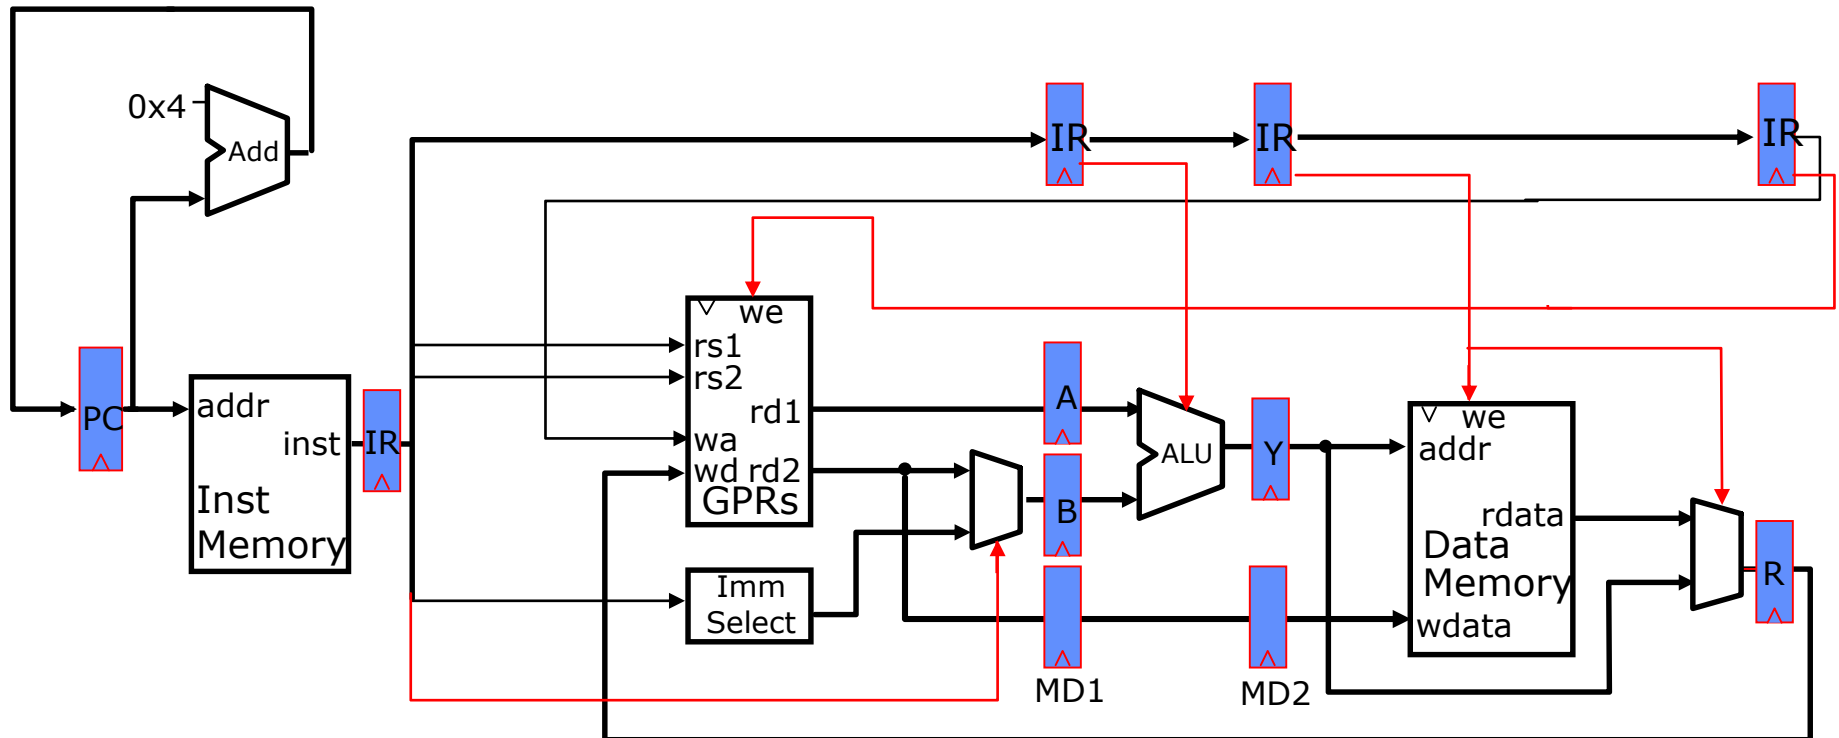 0x4
Add
IR
IR
IR
we
rs1
rs2
rd1
wa
wd rd2
GPRs
PC
addr
inst
Inst
Memory
IR
A
B
ALU
Y
we
addr
rdata
Data
Memory
wdata
R
Imm
Select
MD1
MD2